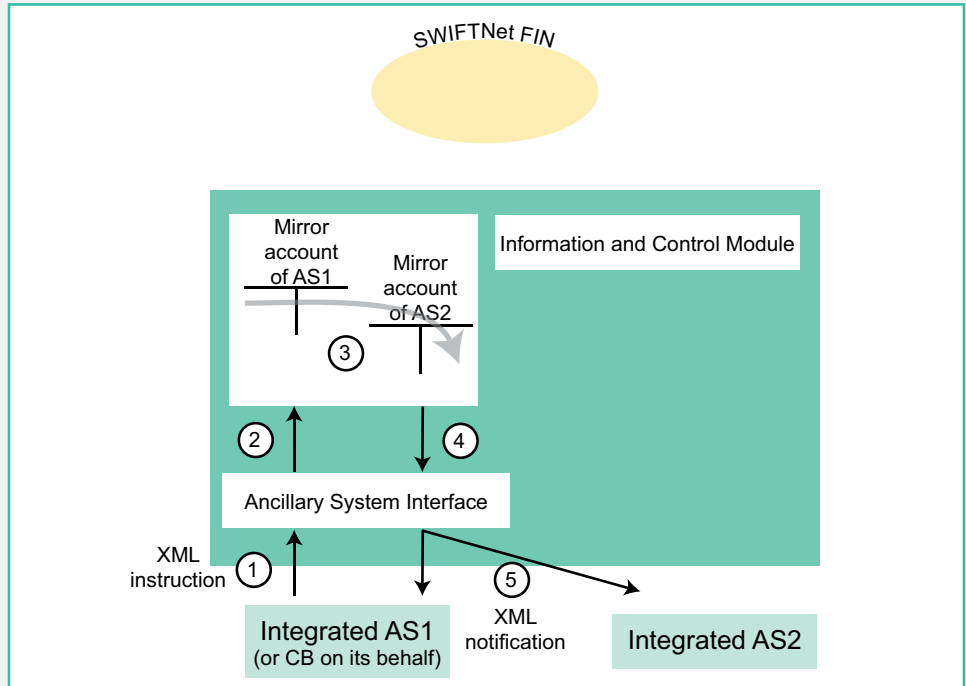 SWIFTNet FIN
Mirror
account
of AS1
Mirror
account
of AS2
Information and Control Module
3
2
4
Ancillary System Interface
XML
instruction
1
5
XML
notification
Integrated AS1
(or CB on its behalf)
Integrated AS2